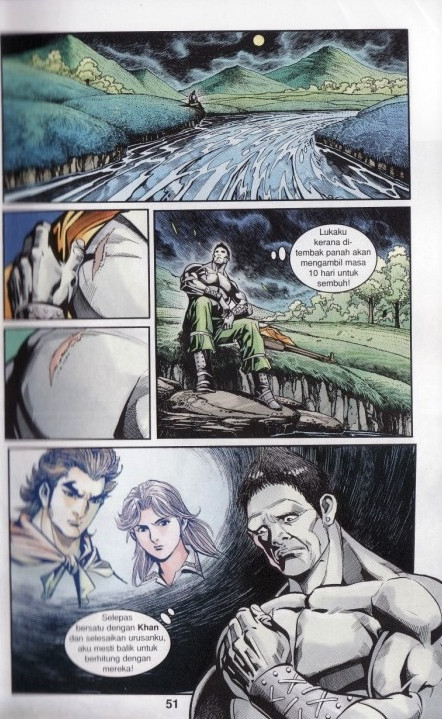 Lukaku
kerana di-
tembak panah akan
mengambil masa
10 hari untuk
sembuh!
Selepas
bersatu dengan Khan
dan selesaikan urusanku,
aku mesti balik untuk
berhitung dengan
mereka!
51